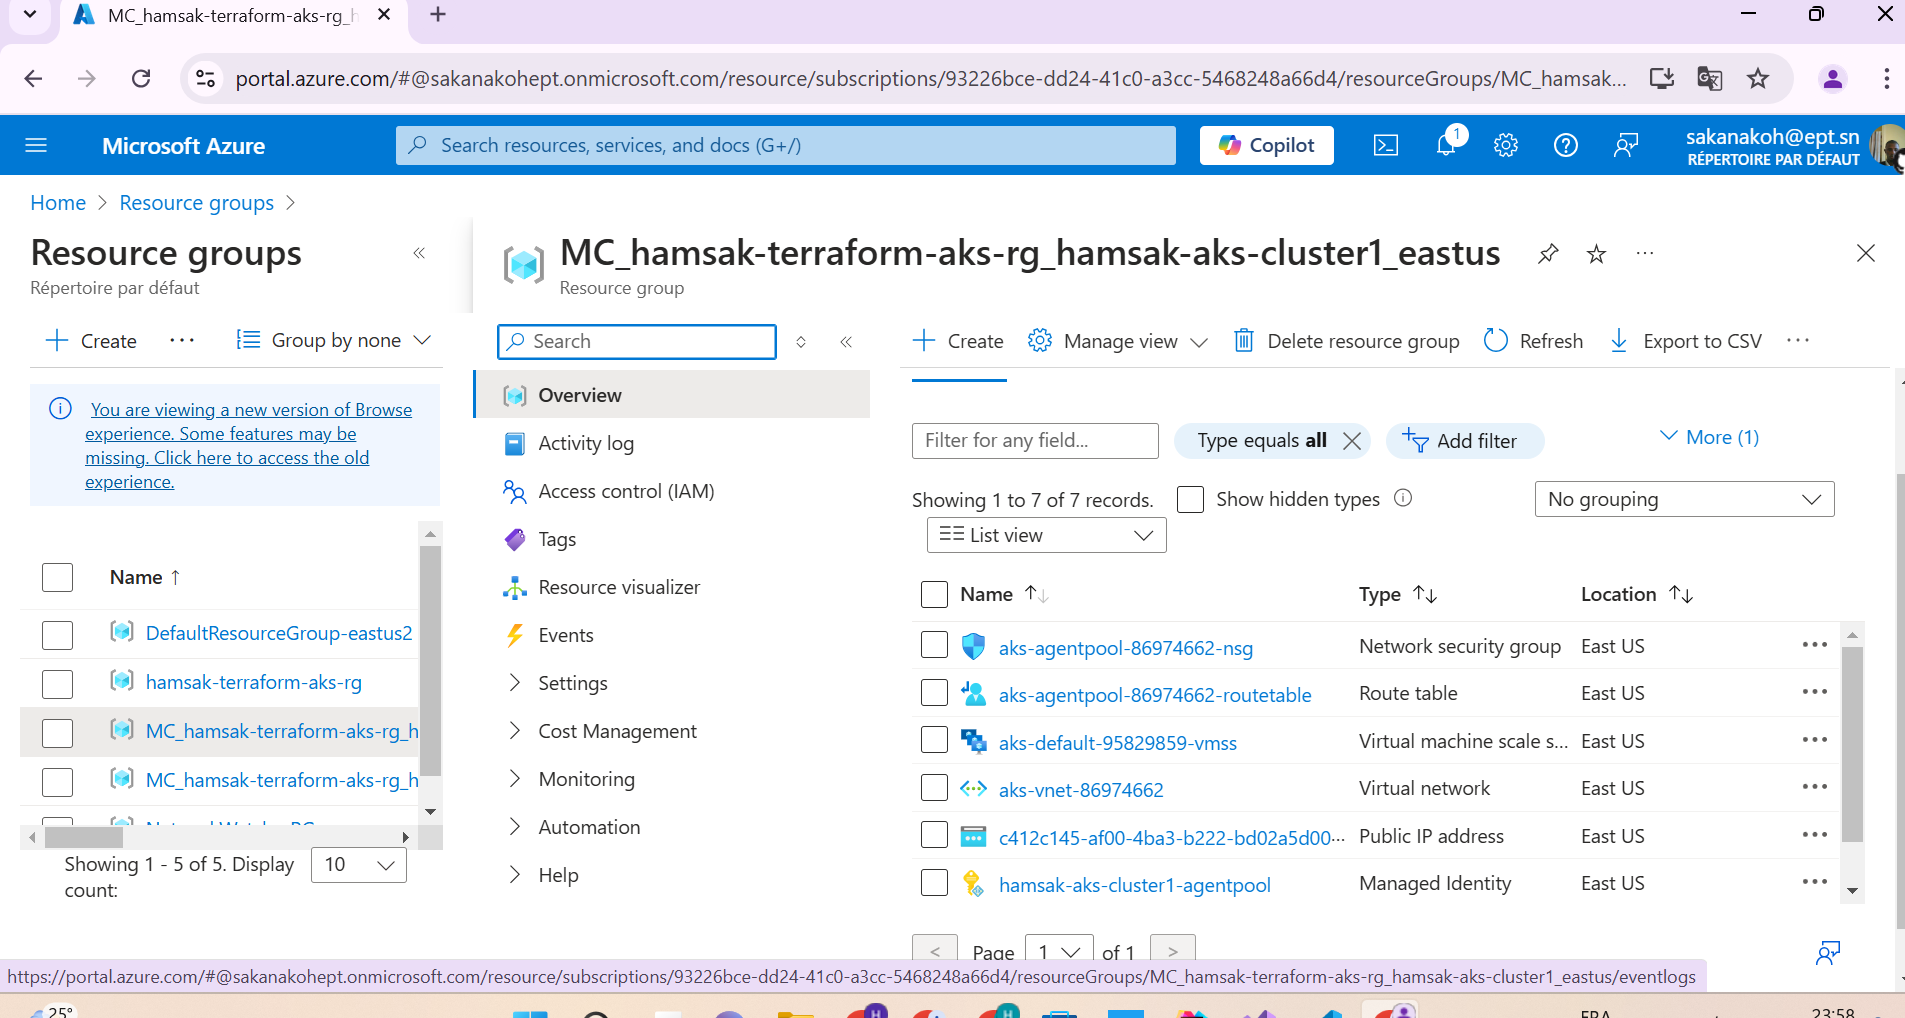 MC_hamsak-terraform-aks-rg_h
portal.azure.com/#@sakanakohept.onmicrosoft.com/resource/subscriptions/93226bce-dd24-41c0-a3cc-5468248a66d4/resourceGroups/MC_hamsak...
Microsoft Azure
Search resources, services, and docs (G+/)
Copilot
1
sakanakoh@ept.sn
RÉPERTOIRE PAR DÉFAUT
Home > Resource groups >
Resource groups
Répertoire par défaut
MC_hamsak-terraform-aks-rg_hamsak-aks-cluster1_eastus
Resource group
Create
Group by none
You are viewing a new version of Browse
experience. Some features may be
missing. Click here to access the old
experience.
Name ↑
DefaultResourceGroup-eastus2
hamsak-terraform-aks-rg
MC_hamsak-terraform-aks-rg_h
MC_hamsak-terraform-aks-rg_h
Showing 1 - 5 of 5. Display
count:
10
Search
Overview
Activity log
Access control (IAM)
Tags
Resource visualizer
Events
Settings
Cost Management
Monitoring
Automation
Help
Create
Manage view
Delete resource group
Refresh
Export to CSV
Filter for any field...
Type equals all
Add filter
More (1)
Showing 1 to 7 of 7 records.
Show hidden types
No grouping
List view
Name ↑↓ Type ↑↓ Location ↑↓
aks-agentpool-86974662-nsg Network security group East US
aks-agentpool-86974662-routetable Route table East US
aks-default-95829859-vmss Virtual machine scale s... East US
aks-vnet-86974662 Virtual network East US
c412c145-af00-4ba3-b222-bd02a5d00... Public IP address East US
hamsak-aks-cluster1-agentpool Managed Identity East US
< Page 1 of 1 >
https://portal.azure.com/#@sakanakohept.onmicrosoft.com/resource/subscriptions/93226bce-dd24-41c0-a3cc-5468248a66d4/resourceGroups/MC_hamsak-terraform-aks-rg_hamsak-aks-cluster1_eastus/eventlogs
25°
H
H
FRA
23:58